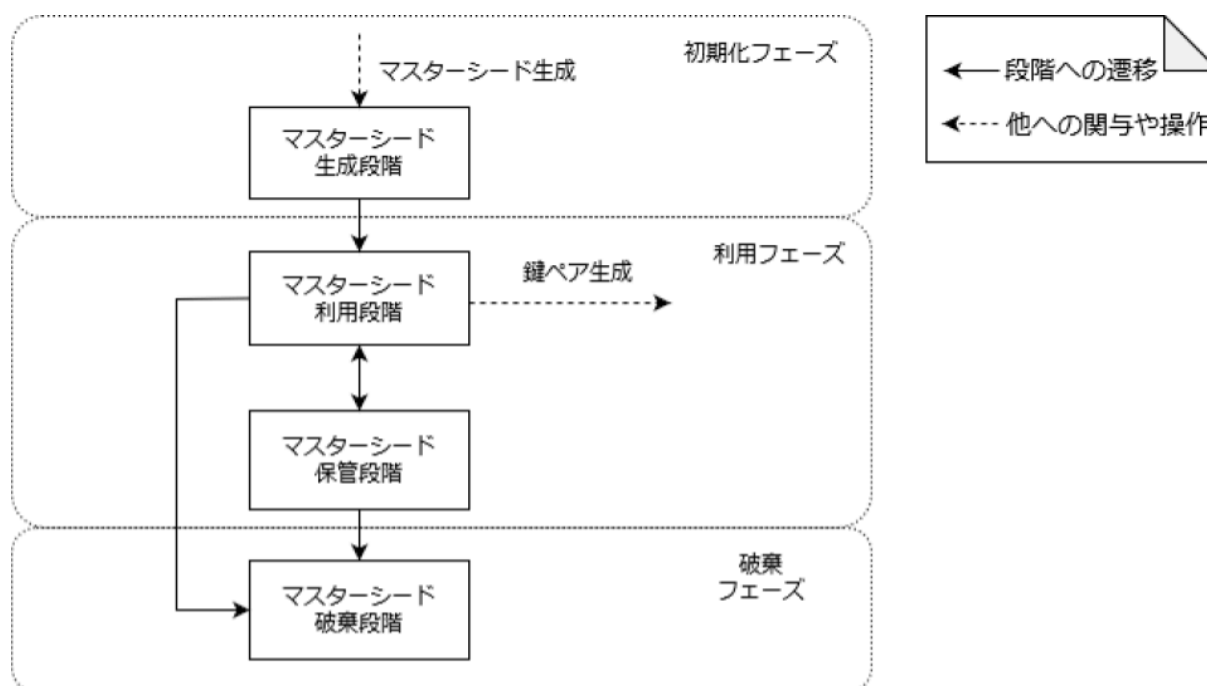 初期化フェーズ
マスターシード生成
マスターシード
生成段階
利用フェーズ
マスターシード
利用段階
鍵ペア生成
マスターシード
保管段階
破棄
フェーズ
マスターシード
破棄段階
段階への遷移
他への関与や操作